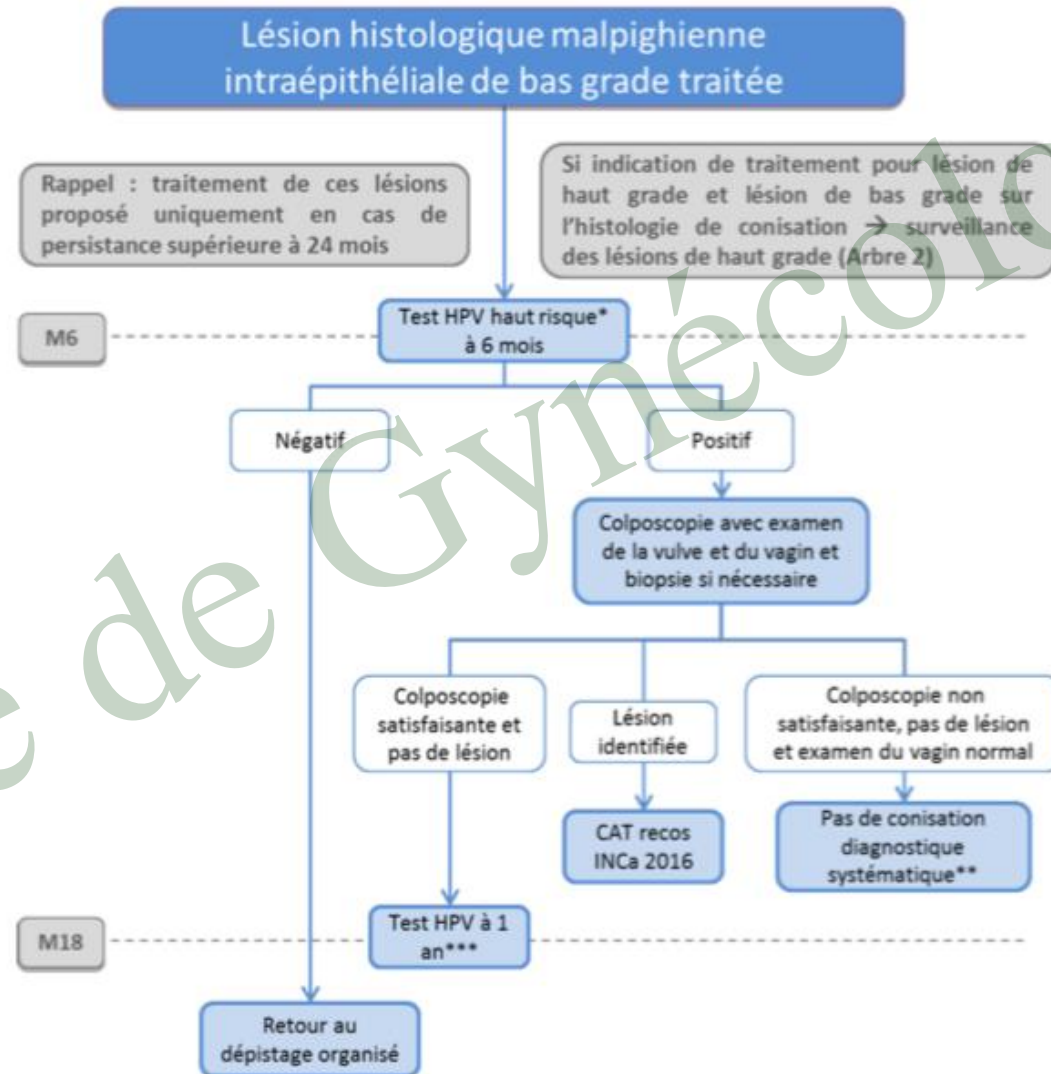 Lésion histologique malpighienne
intraépithéliale de bas grade traitée
Rappel : traitement de ces lésions
proposé uniquement en cas de
persistance supérieure à 24 mois
Si indication de traitement pour lésion de
haut grade et lésion de bas grade sur
l'histologie de conisation → surveillance
des lésions de haut grade (Arbre 2)
M6
Test HPV haut risque*
à 6 mois
Négatif
Positif
Colposcopie avec examen
de la vulve et du vagin et
biopsie si nécessaire
Colposcopie
satisfaisante et
pas de lésion
Lésion
identifiée
Colposcopie non
satisfaisante, pas de lésion
et examen du vagin normal
CAT recos
INCa 2016
Pas de conisation
diagnostique
systématique**
M18
Test HPV à 1
an***
Retour au
dépistage organisé
de